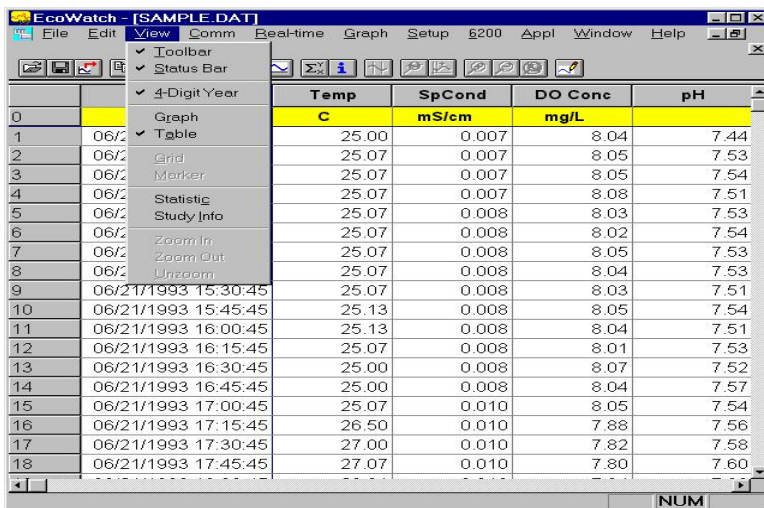 EcoWatch - [SAMPLE.DAT]
File Edit View Comm Real-time Graph Setup 6200 Appl Window Help
Toolbar
Status Bar
4-Digit Year
Graph
Table
Grid
Marker
Statistic
Study Info
Zoom In
Zoom Out
Unzoom
Temp SpCond DO Conc pH
0 C mS/cm mg/L
1 06/2 25.00 0.007 8.04 7.44
2 06/2 25.07 0.007 8.05 7.53
3 06/2 25.07 0.007 8.05 7.54
4 06/2 25.07 0.007 8.08 7.51
5 06/2 25.07 0.008 8.03 7.53
6 06/2 25.07 0.008 8.02 7.54
7 06/2 25.07 0.008 8.05 7.53
8 06/2 25.07 0.008 8.04 7.53
9 06/21/1993 15:30:45 25.07 0.008 8.03 7.51
10 06/21/1993 15:45:45 25.13 0.008 8.05 7.54
11 06/21/1993 16:00:45 25.13 0.008 8.04 7.51
12 06/21/1993 16:15:45 25.07 0.008 8.01 7.53
13 06/21/1993 16:30:45 25.00 0.008 8.07 7.52
14 06/21/1993 16:45:45 25.00 0.008 8.04 7.57
15 06/21/1993 17:00:45 25.07 0.010 8.05 7.54
16 06/21/1993 17:15:45 26.50 0.010 7.88 7.56
17 06/21/1993 17:30:45 27.00 0.010 7.82 7.58
18 06/21/1993 17:45:45 27.07 0.010 7.80 7.60
NUM